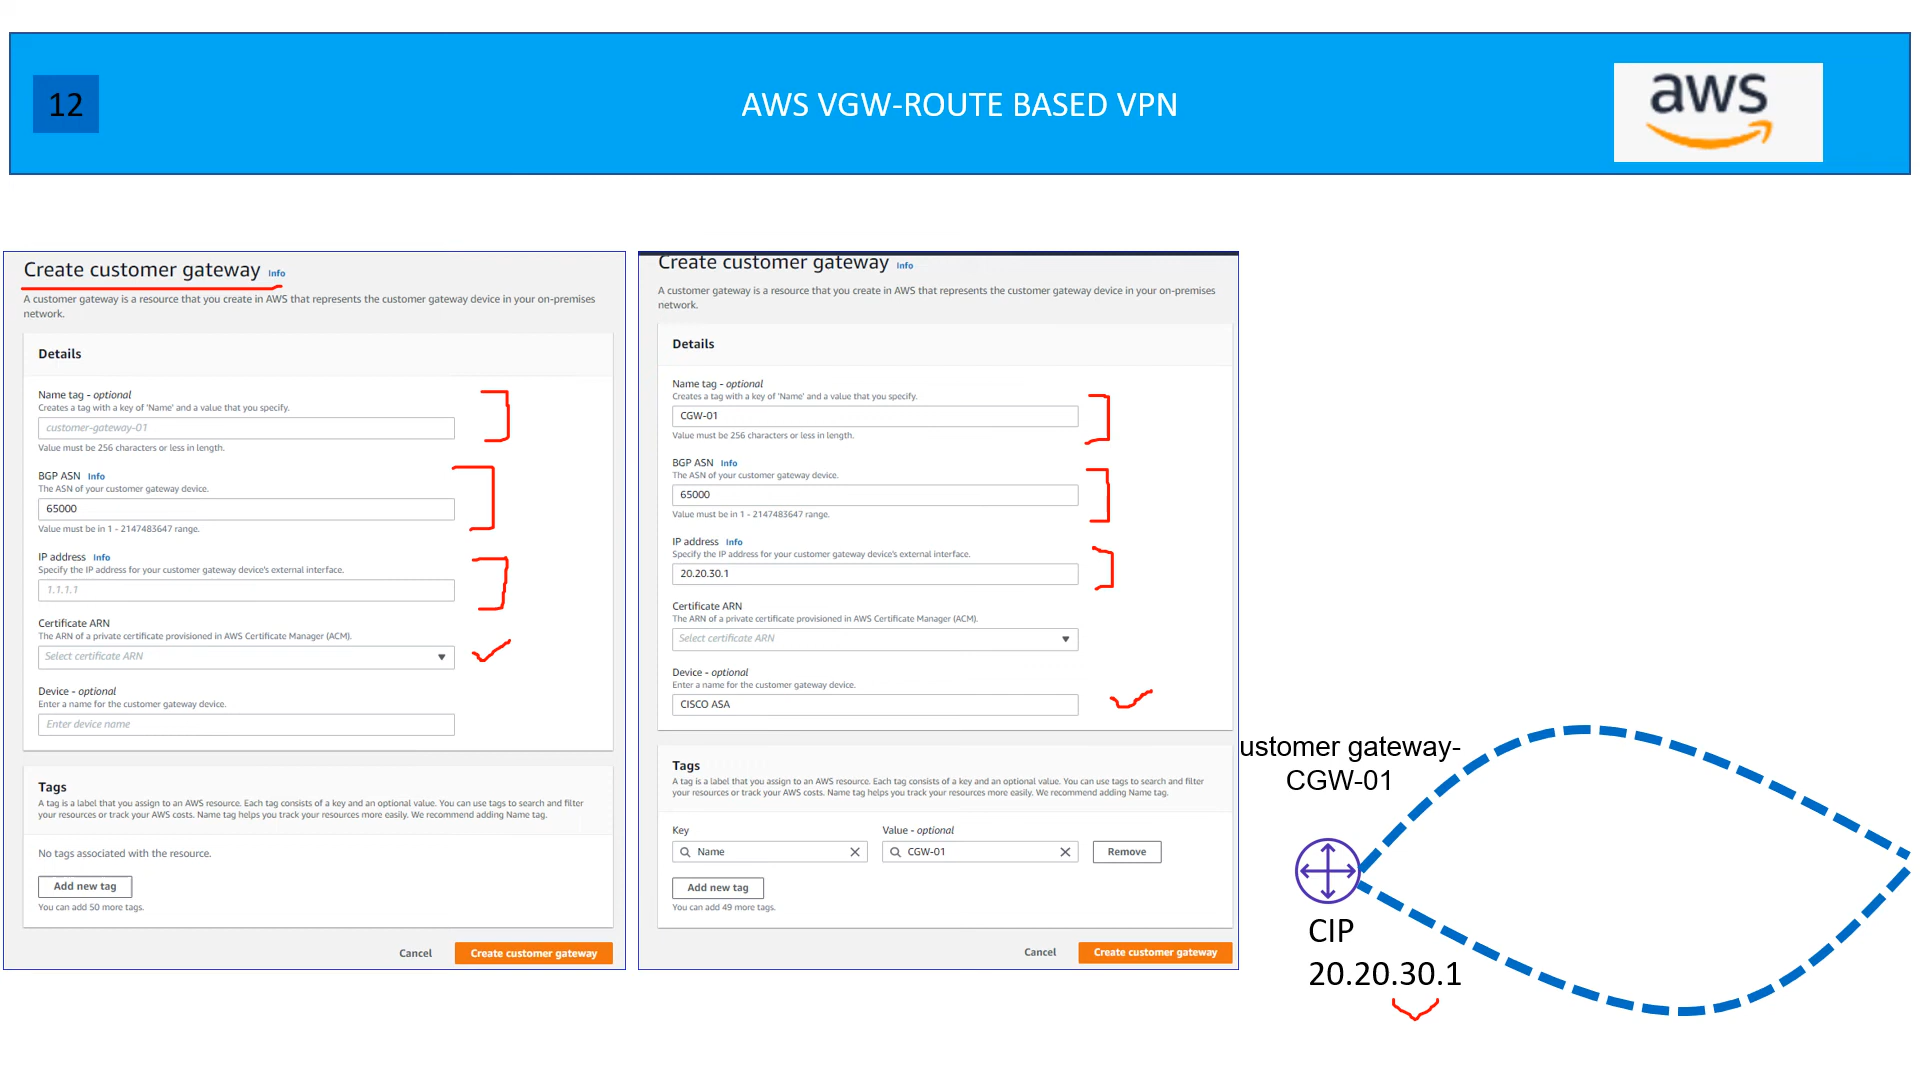 12
AWS VGW-ROUTE BASED VPN
aws
Create customer gateway Info
A customer gateway is a resource that you create in AWS that represents the customer gateway device in your on-premises
network.
Details
Name tag - optional
Creates a tag with a key of 'Name' and a value that you specify.
customer-gateway-01
Value must be 256 characters or less in length.
BGP ASN Info
The ASN of your customer gateway device.
65000
Value must be in 1 - 2147483647 range.
IP address Info
Specify the IP address for your customer gateway device's external interface.
1.1.1.1
Certificate ARN
The ARN of a private certificate provisioned in AWS Certificate Manager (ACM).
Select certificate ARN
Device - optional
Enter a name for the customer gateway device.
Enter device name
Tags
A tag is a label that you assign to an AWS resource. Each tag consists of a key and an optional value. You can use tags to search and filter
your resources or track your AWS costs. Name tag helps you track your resources more easily. We recommend adding Name tag.
No tags associated with the resource.
Add new tag
You can add 50 more tags.
Cancel Create customer gateway
Create customer gateway Info
A customer gateway is a resource that you create in AWS that represents the customer gateway device in your on-premises
network.
Details
Name tag - optional
Creates a tag with a key of 'Name' and a value that you specify.
CGW-01
Value must be 256 characters or less in length.
BGP ASN Info
The ASN of your customer gateway device.
65000
Value must be in 1 - 2147483647 range.
IP address Info
Specify the IP address for your customer gateway device's external interface.
20.20.30.1
Certificate ARN
The ARN of a private certificate provisioned in AWS Certificate Manager (ACM).
Select certificate ARN
Device - optional
Enter a name for the customer gateway device.
CISCO ASA
Tags
A tag is a label that you assign to an AWS resource. Each tag consists of a key and an optional value. You can use tags to search and filter
your resources or track your AWS costs. Name tag helps you track your resources more easily. We recommend adding Name tag.
Key Value - optional
Name CGW-01 Remove
Add new tag
You can add 49 more tags.
Cancel Create customer gateway
ustomer gateway-
CGW-01
CIP
20.20.30.1